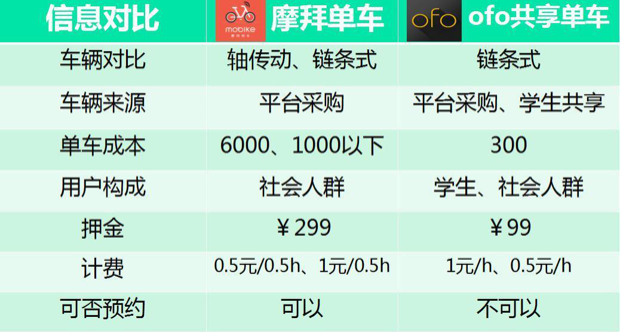 信息对比 mobike 摩拜单车 ofo ofo共享单车
车辆对比 轴传动、链条式 链条式
车辆来源 平台采购 平台采购、学生共享
单车成本 6000、1000以下 300
用户构成 社会人群 学生、社会人群
押金 ￥299 ￥99
计费 0.5元/0.5h、1元/0.5h 1元/h、0.5元/h
可否预约 可以 不可以